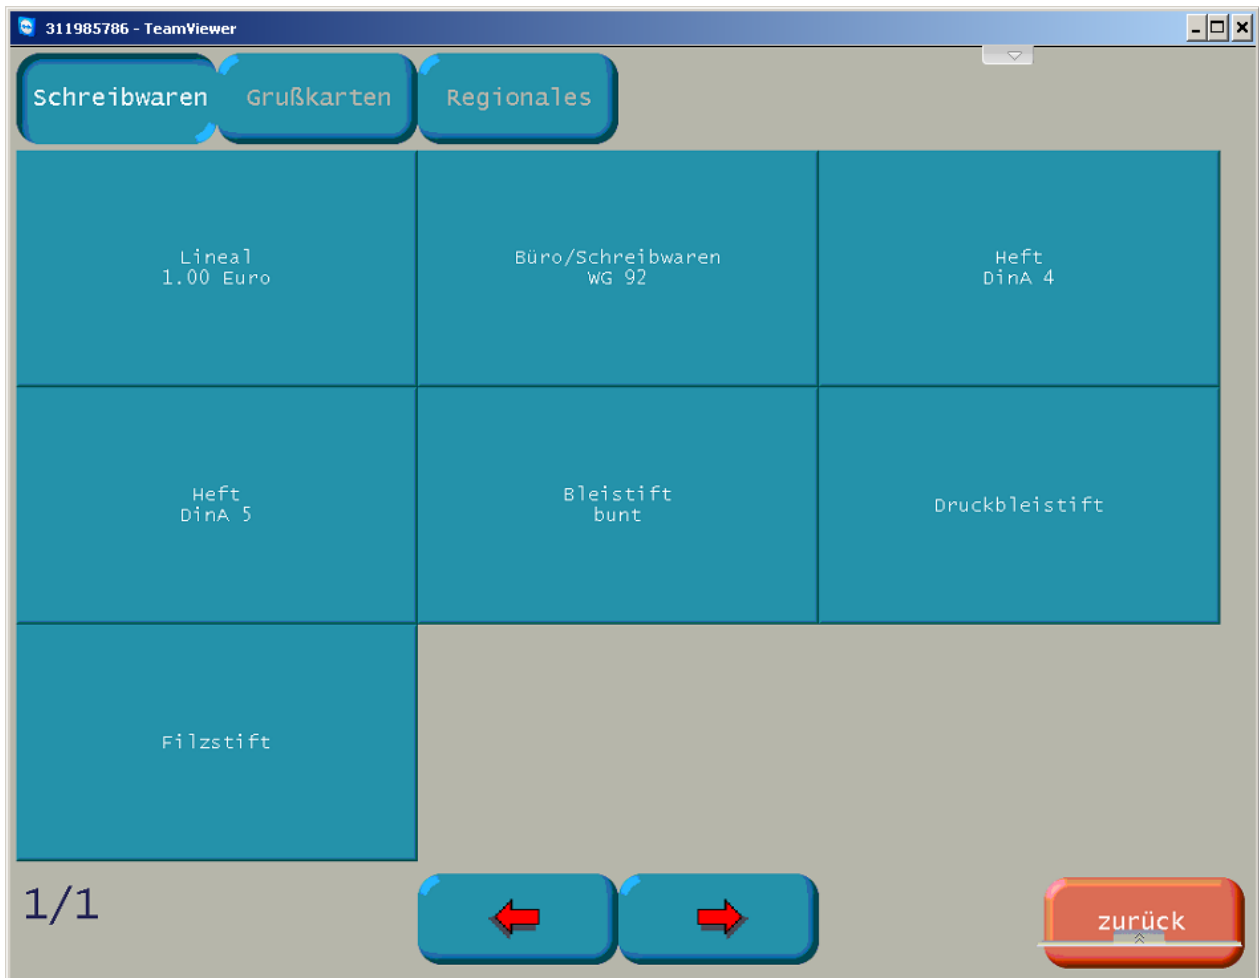 311985786 - TeamViewer
Schreibwaren
Grußkarten
Regionales
Lineal
1.00 Euro
Büro/Schreibwaren
WG 92
Heft
DinA 4
Heft
DinA 5
Bleistift
bunt
Druckbleistift
Filzstift
1/1
zurück